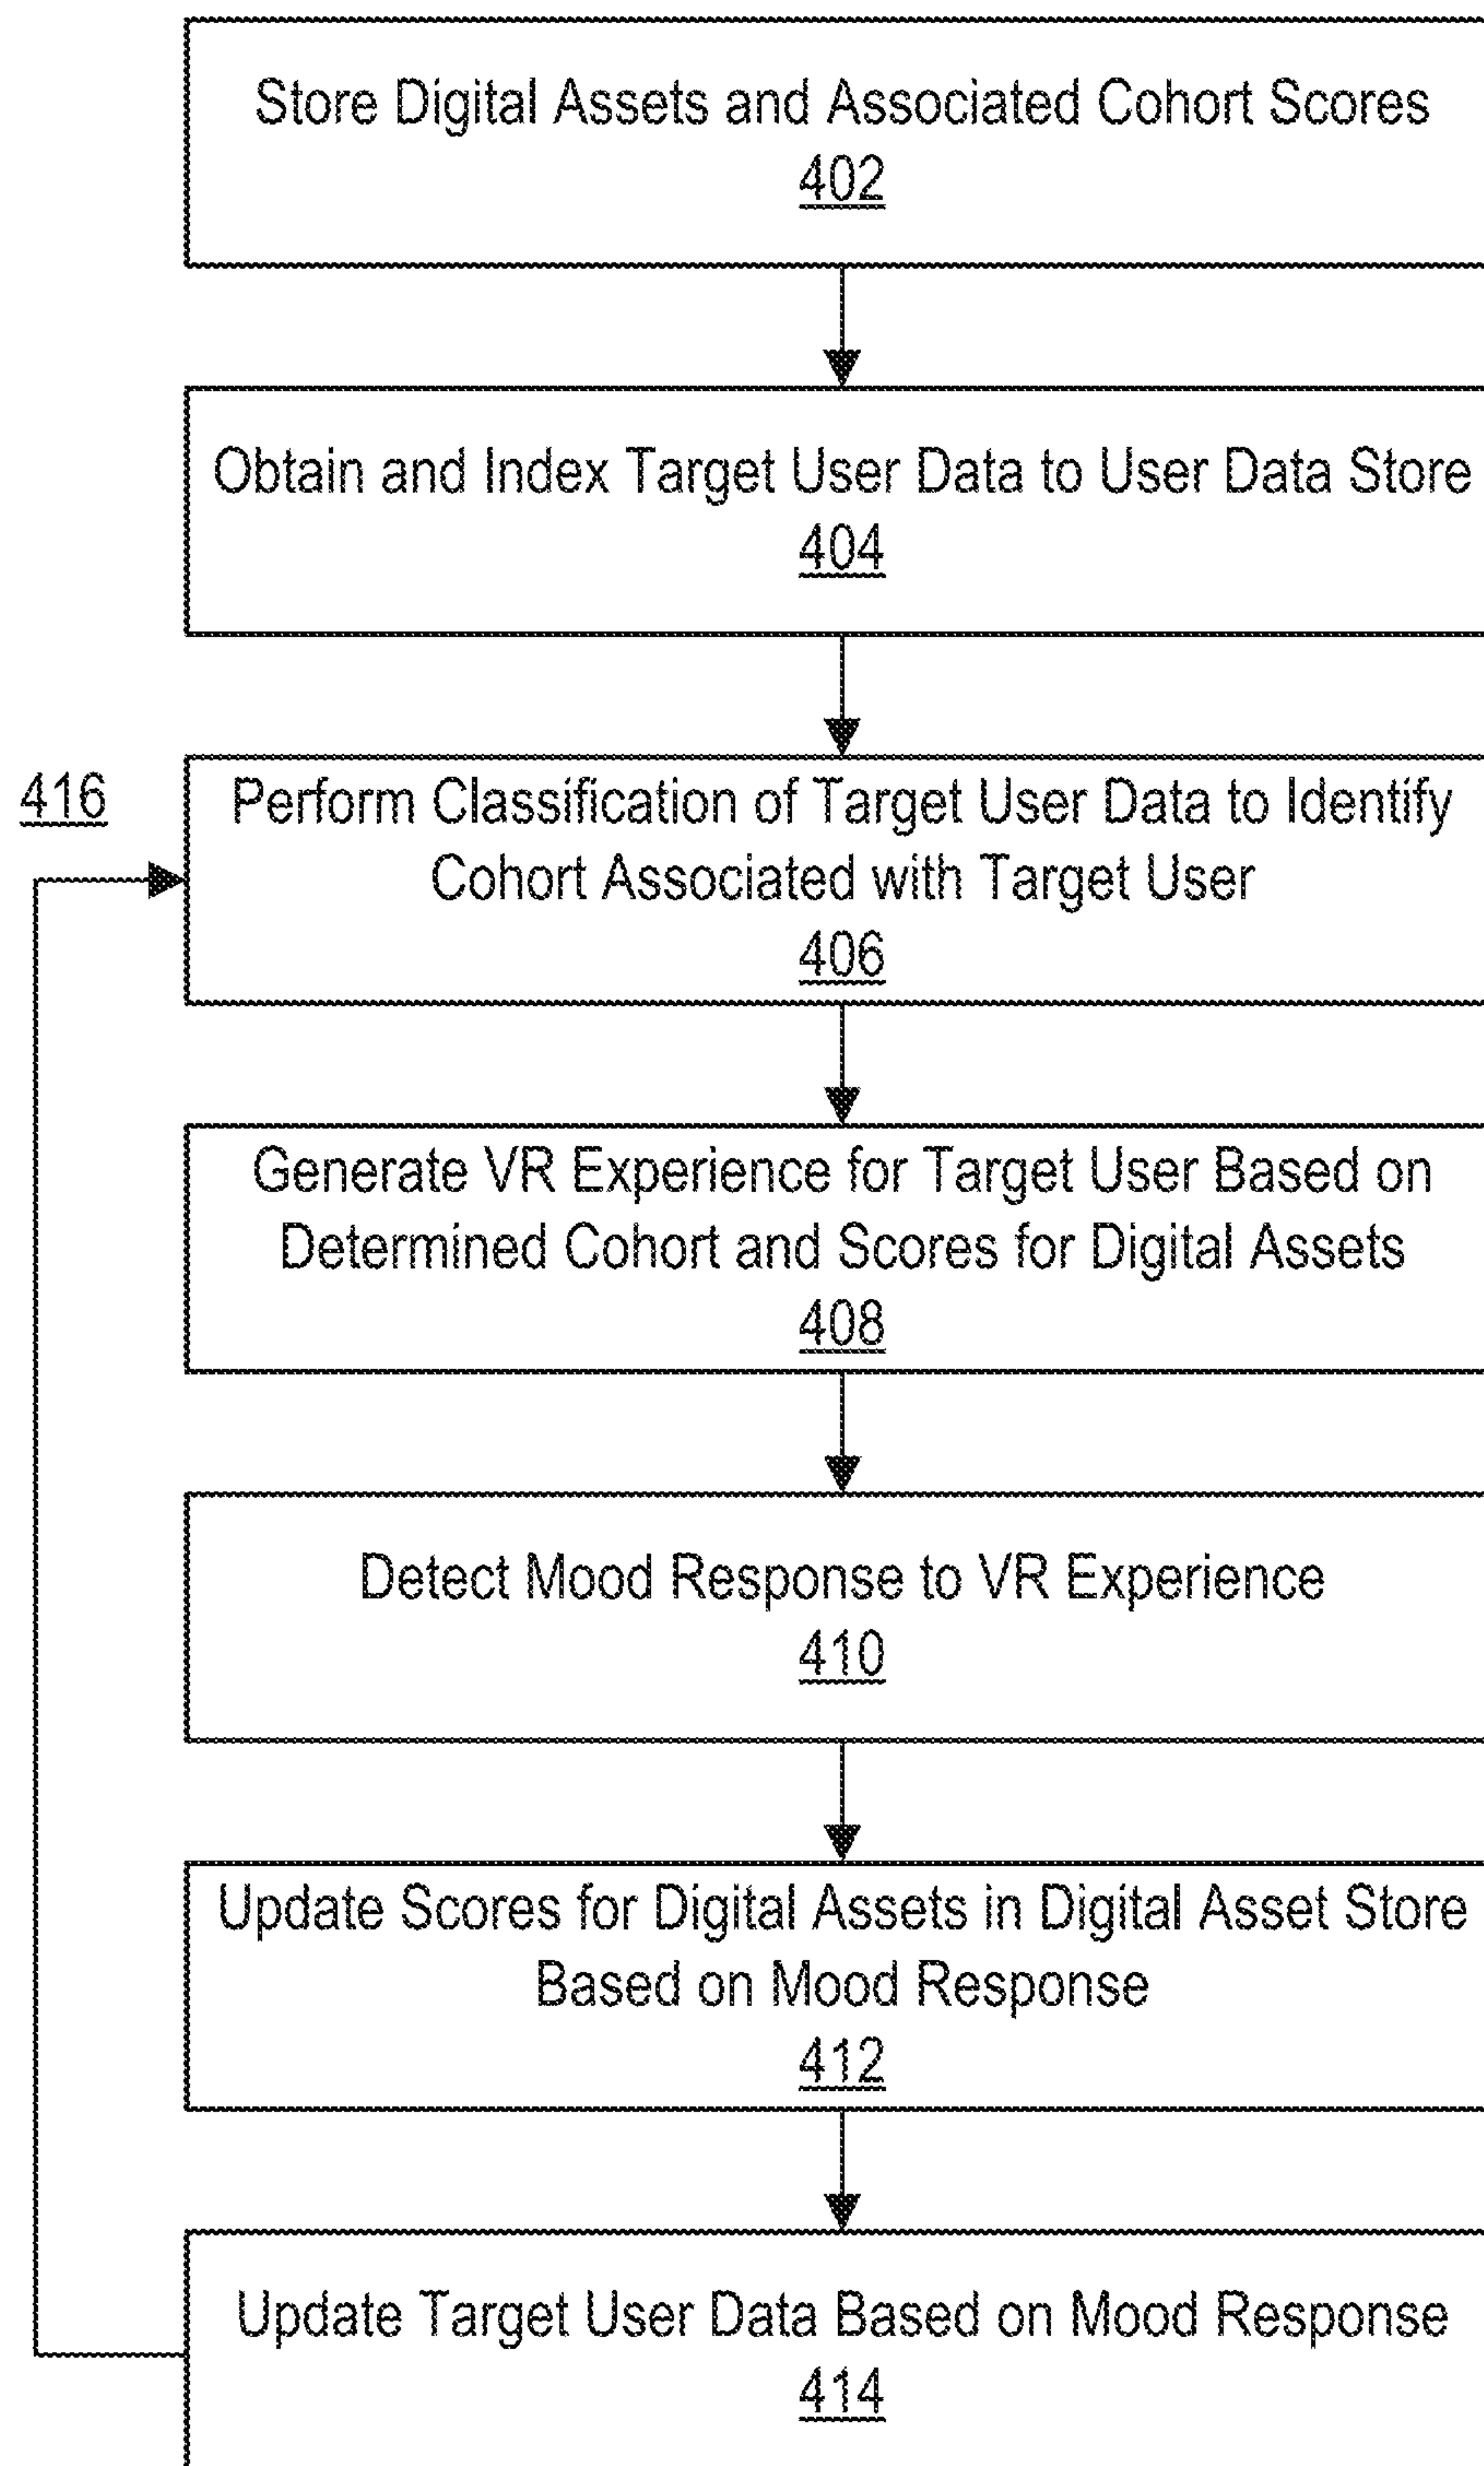 Store Digital Assets and Associated Cohort Scores
402
Obtain and Index Target User Data to User Data Store
404
416
Perform Classification of Target User Data to Identify
Cohort Associated with Target User
406
Generate VR Experience for Target User Based on
Determined Cohort and Scores for Digital Assets
408
Detect Mood Response to VR Experience
410
Update Scores for Digital Assets in Digital Asset Store
Based on Mood Response
412
Update Target User Data Based on Mood Response
414